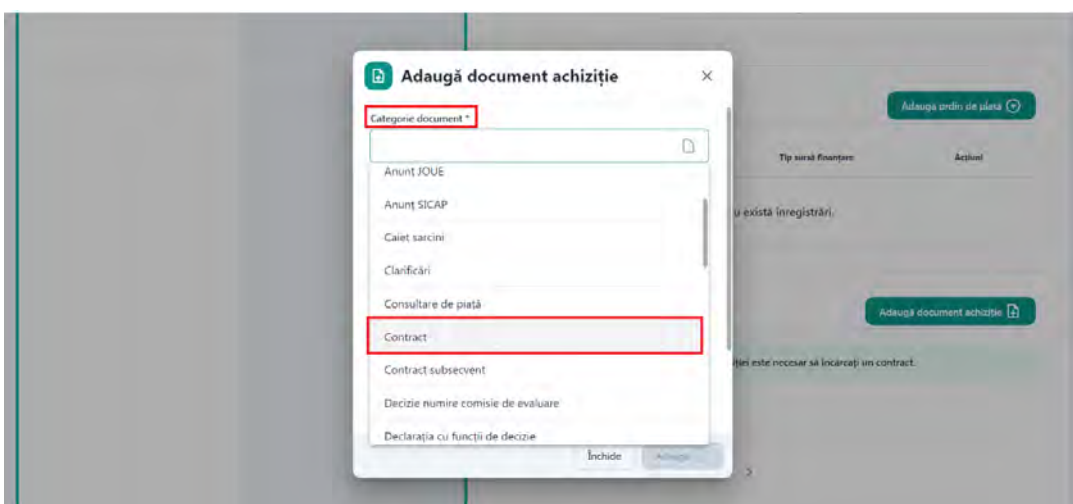 Adaugă document achiziție
Categorie document *
Adaugă ordin de plată
Tip sursă finanțare
Acțiuni
Anunț JOUE
Anunț SICAP
u există înregistrări.
Caiet sarcini
Clarificări
Consultare de piață
Adaugă document achiziție
Contract
ției este necesar să încărcați un contract.
Contract subsecvent
Decizie numire comisie de evaluare
Declarația cu funcții de decizie
Închide
Adaugă